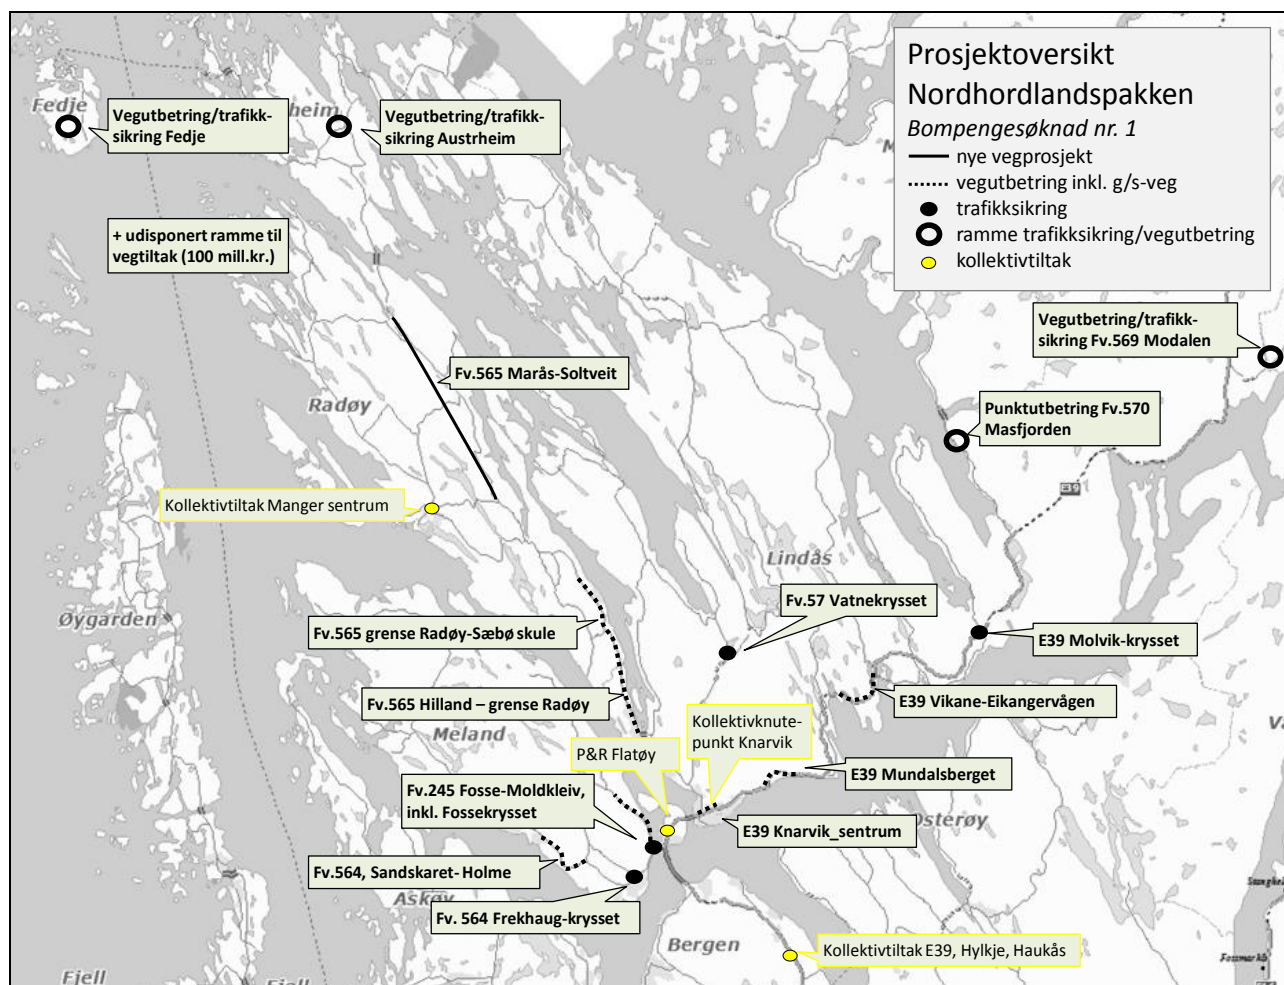 Prosjektoversikt
Nordhordlandspakken
Bompengesøknad nr. 1
nye vegprosjekt
vegutbetring inkl. g/s-veg
trafikksikring
ramme trafikksikring/vegutbetring
kollektivtiltak
Fedje
Vegutbetring/trafikk-
sikring Fedje
heim
Vegutbetring/trafikk-
sikring Austrheim
+ udisponert ramme til
vegtiltak (100 mill.kr.)
Vegutbetring/trafikk-
sikring Fv.569 Modalen
Fv.565 Marås-Soltveit
Radøy
Punktutbetring Fv.570
Masfjorden
Kollektivtiltak Manger sentrum
E39
Lindås
Fv.57 Vatnekrysset
Øygarden
Fv.565 grense Radøy-Sæbø skule
E39 Molvik-krysset
Fv.565 Hilland – grense Radøy
E39 Vikane-Eikangervågen
Meland
Kollektivknute-
punkt Knarvik
P&R Flatøy
E39 Mundalsberget
Fv.245 Fosse-Moldkleiv,
inkl. Fossekrysset
E39 Knarvik_sentrum
Osterøy
Fv.564, Sandskaret- Holme
Askøy
Fv. 564 Frekhaug-krysset
Bergen
Kollektivtiltak E39, Hylkje, Haukås
Fjell
Fjell